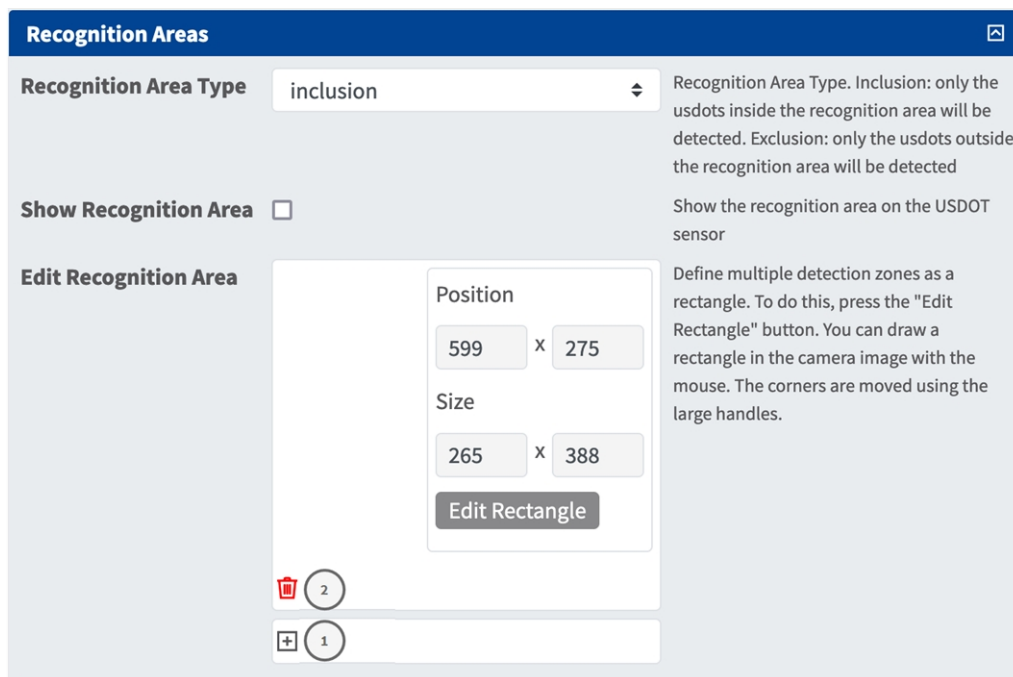 Recognition Areas
Recognition Area Type
inclusion
Recognition Area Type. Inclusion: only the
usdots inside the recognition area will be
detected. Exclusion: only the usdots outside
the recognition area will be detected
Show Recognition Area
Show the recognition area on the USDOT
sensor
Edit Recognition Area
Position
599 x 275
Size
265 x 388
Edit Rectangle
2
1
Define multiple detection zones as a
rectangle. To do this, press the "Edit
Rectangle" button. You can draw a
rectangle in the camera image with the
mouse. The corners are moved using the
large handles.